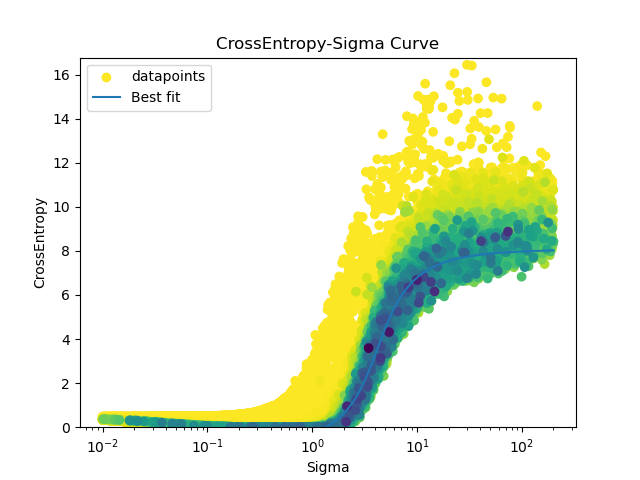 CrossEntropy-Sigma Curve
datapoints
Best fit
CrossEntropy
16
14
12
10
8
6
4
2
0
10⁻² 10⁻¹ 10⁰ 10¹ 10²
Sigma